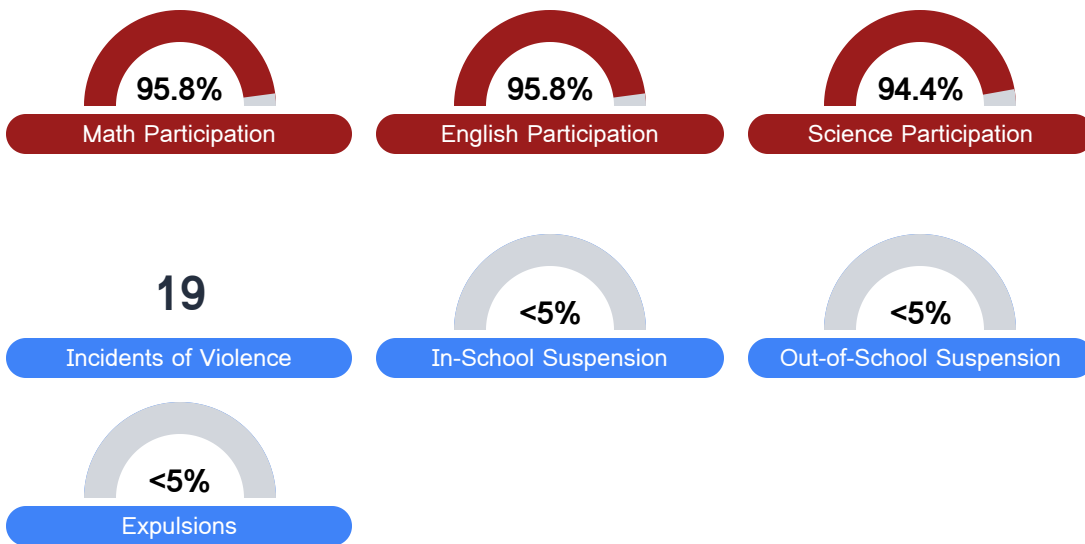 95.8%
Math Participation
95.8%
English Participation
94.4%
Science Participation
19
Incidents of Violence
<5%
In-School Suspension
<5%
Out-of-School Suspension
<5%
Expulsions